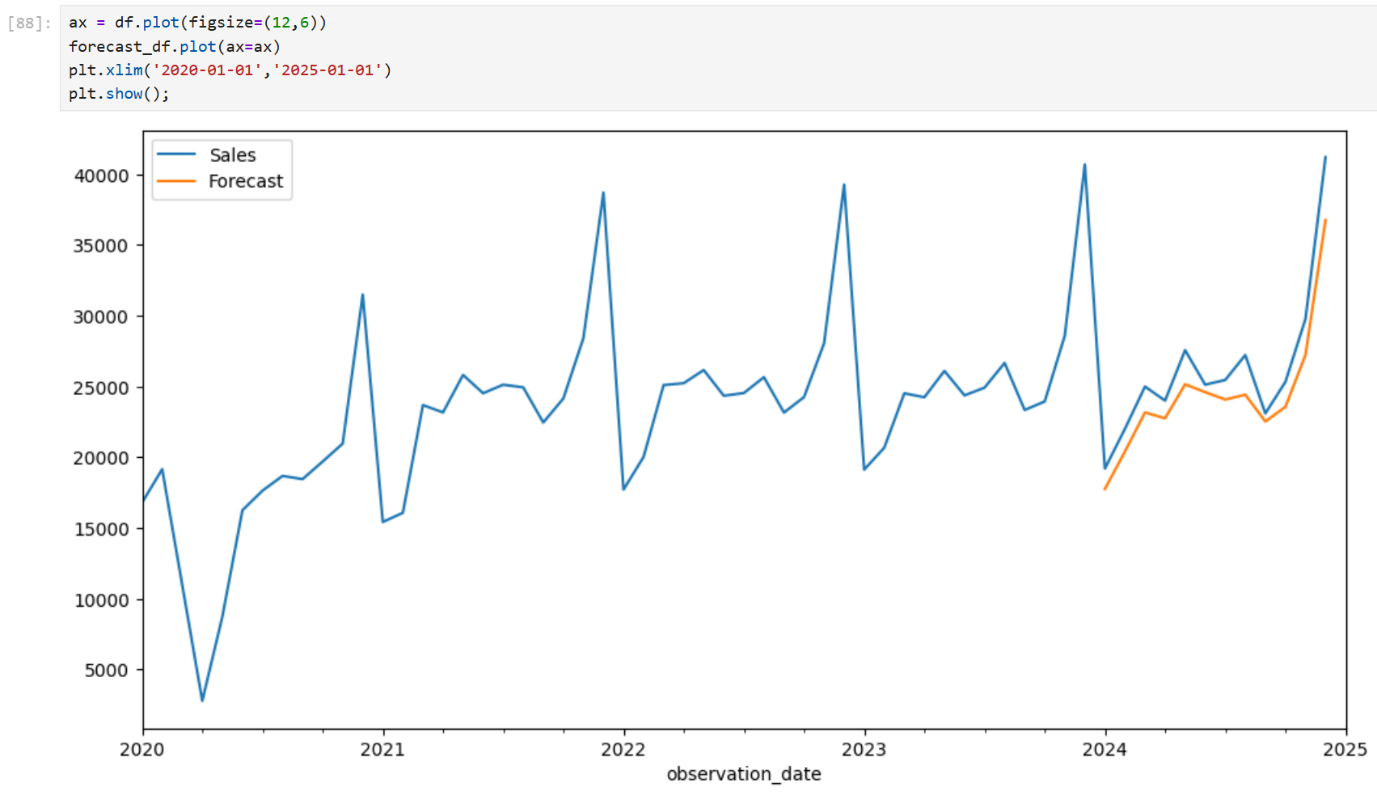 [88]: ax = df.plot(figsize=(12,6))
forecast_df.plot(ax=ax)
plt.xlim('2020-01-01','2025-01-01')
plt.show();
Sales
Forecast
40000
35000
30000
25000
20000
15000
10000
5000
2020 2021 2022 2023 2024 2025
observation_date